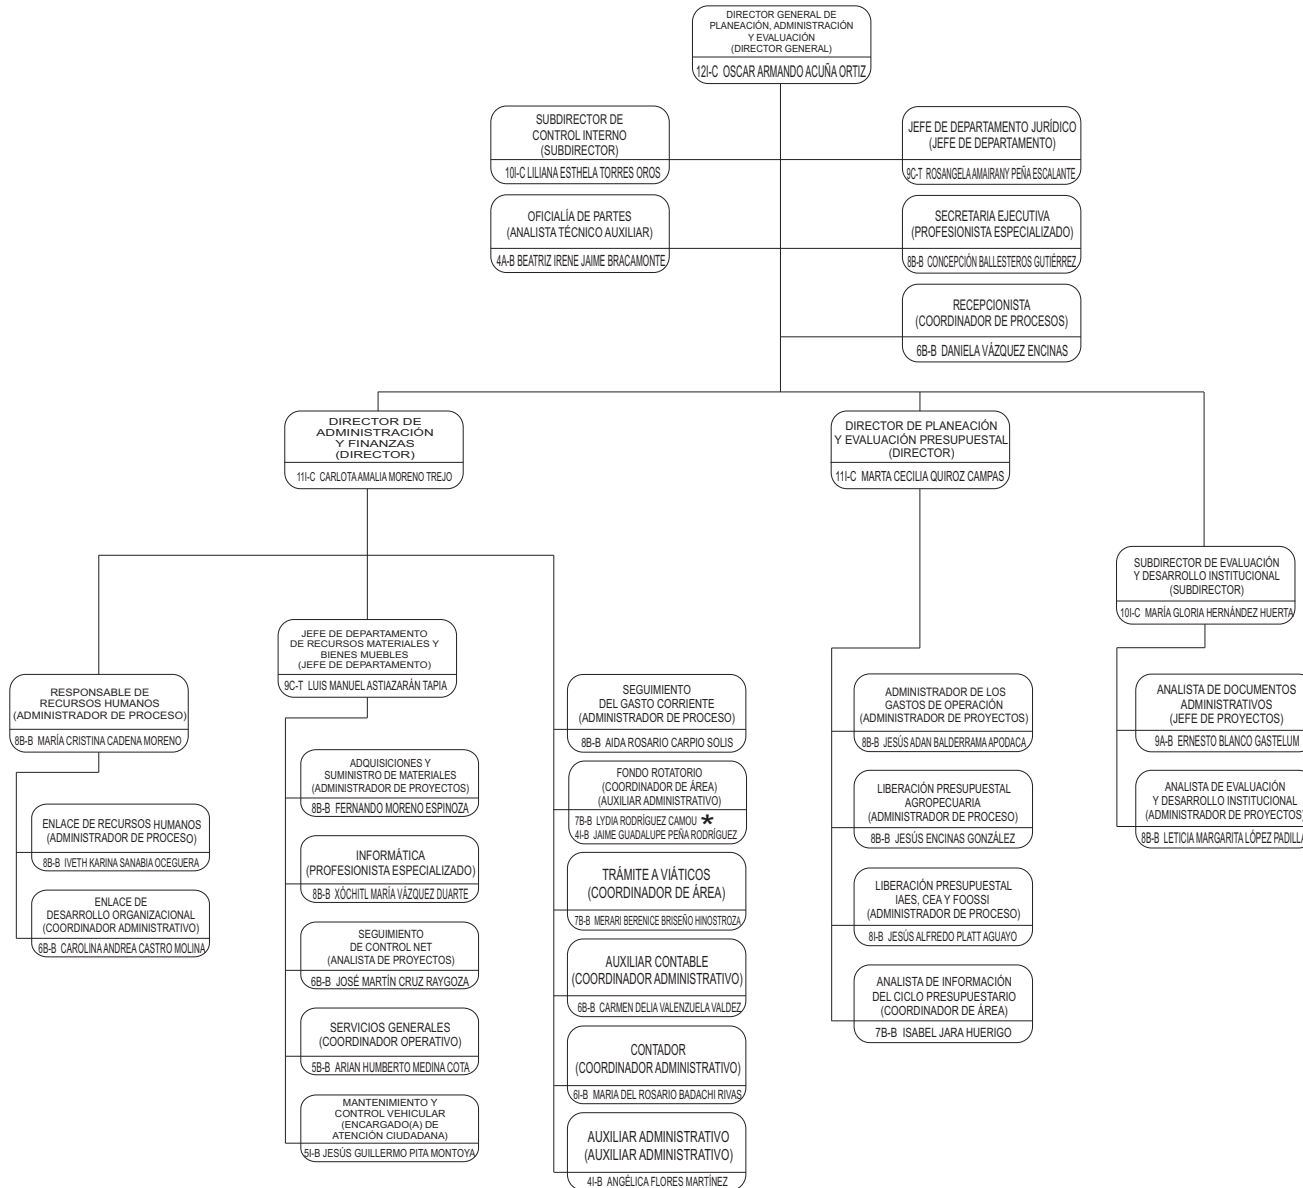 DIRECTOR GENERAL DE
PLANEACIÓN, ADMINISTRACIÓN
Y EVALUACIÓN
(DIRECTOR GENERAL)
12I-C OSCAR ARMANDO ACUÑA ORTIZ
SUBDIRECTOR DE
CONTROL INTERNO
(SUBDIRECTOR)
10I-C LILIANA ESTHELA TORRES OROS
JEFE DE DEPARTAMENTO JURÍDICO
(JEFE DE DEPARTAMENTO)
9C-T ROSANGELA AMAIRANY PEÑA ESCALANTE
OFICIALÍA DE PARTES
(ANALISTA TÉCNICO AUXILIAR)
4A-B BEATRIZ IRENE JAIME BRACAMONTE
SECRETARIA EJECUTIVA
(PROFESIONISTA ESPECIALIZADO)
8B-B CONCEPCIÓN BALLESTEROS GUTIÉRREZ
RECEPCIONISTA
(COORDINADOR DE PROCESOS)
6B-B DANIELA VÁZQUEZ ENCINAS
DIRECTOR DE
ADMINISTRACIÓN
Y FINANZAS
(DIRECTOR)
11I-C CARLOTA AMALIA MORENO TREJO
DIRECTOR DE PLANEACIÓN
Y EVALUACIÓN PRESUPUESTAL
(DIRECTOR)
11I-C MARTA CECILIA QUIROZ CAMPAS
SUBDIRECTOR DE EVALUACIÓN
Y DESARROLLO INSTITUCIONAL
(SUBDIRECTOR)
10I-C MARÍA GLORIA HERNÁNDEZ HUERTA
RESPONSABLE DE
RECURSOS HUMANOS
(ADMINISTRADOR DE PROCESO)
8B-B MARÍA CRISTINA CADENA MORENO
ENLACE DE RECURSOS HUMANOS
(ADMINISTRADOR DE PROCESO)
8B-B IVETH KARINA SANABIA OCEGUERA
ENLACE DE
DESARROLLO ORGANIZACIONAL
(COORDINADOR ADMINISTRATIVO)
6B-B CAROLINA ANDREA CASTRO MOLINA
JEFE DE DEPARTAMENTO
DE RECURSOS MATERIALES Y
BIENES MUEBLES
(JEFE DE DEPARTAMENTO)
9C-T LUIS MANUEL ASTIAZARÁN TAPIA
ADQUISICIONES Y
SUMINISTRO DE MATERIALES
(ADMINISTRADOR DE PROYECTOS)
8B-B FERNANDO MORENO ESPINOZA
INFORMÁTICA
(PROFESIONISTA ESPECIALIZADO)
8B-B XÓCHITL MARÍA VÁZQUEZ DUARTE
SEGUIMIENTO
DE CONTROL NET
(ANALISTA DE PROYECTOS)
6B-B JOSÉ MARTÍN CRUZ RAYGOZA
SERVICIOS GENERALES
(COORDINADOR OPERATIVO)
5B-B ARIAN HUMBERTO MEDINA COTA
MANTENIMIENTO Y
CONTROL VEHICULAR
(ENCARGADO(A) DE
ATENCIÓN CIUDADANA)
5I-B JESÚS GUILLERMO PITA MONTOYA
SEGUIMIENTO
DEL GASTO CORRIENTE
(ADMINISTRADOR DE PROCESO)
8B-B AIDA ROSARIO CARPIO SOLIS
FONDO ROTATORIO
(COORDINADOR DE ÁREA)
(AUXILIAR ADMINISTRATIVO)
7B-B LYDIA RODRÍGUEZ CAMOU *
4I-B JAIME GUADALUPE PEÑA RODRÍGUEZ
TRÁMITE A VIÁTICOS
(COORDINADOR DE ÁREA)
7B-B MERARI BERENICE BRISEÑO HINOSTROZA
AUXILIAR CONTABLE
(COORDINADOR ADMINISTRATIVO)
6B-B CARMEN DELIA VALENZUELA VALDEZ
CONTADOR
(COORDINADOR ADMINISTRATIVO)
6I-B MARIA DEL ROSARIO BADACHI RIVAS
AUXILIAR ADMINISTRATIVO
(AUXILIAR ADMINISTRATIVO)
4I-B ANGÉLICA FLORES MARTÍNEZ
ADMINISTRADOR DE LOS
GASTOS DE OPERACIÓN
(ADMINISTRADOR DE PROYECTOS)
8B-B JESÚS ADAN BALDERRAMA APODACA
LIBERACIÓN PRESUPUESTAL
AGROPECUARIA
(ADMINISTRADOR DE PROCESO)
8B-B JESÚS ENCINAS GONZÁLEZ
LIBERACIÓN PRESUPUESTAL
IAES, CEA Y FOOSSI
(ADMINISTRADOR DE PROCESO)
8I-B JESÚS ALFREDO PLATT AGUAYO
ANALISTA DE INFORMACIÓN
DEL CICLO PRESUPUESTARIO
(COORDINADOR DE ÁREA)
7B-B ISABEL JARA HUERIGO
ANALISTA DE DOCUMENTOS
ADMINISTRATIVOS
(JEFE DE PROYECTOS)
9A-B ERNESTO BLANCO GASTELUM
ANALISTA DE EVALUACIÓN
Y DESARROLLO INSTITUCIONAL
(ADMINISTRADOR DE PROYECTOS)
8B-B LETICIA MARGARITA LÓPEZ PADILLA